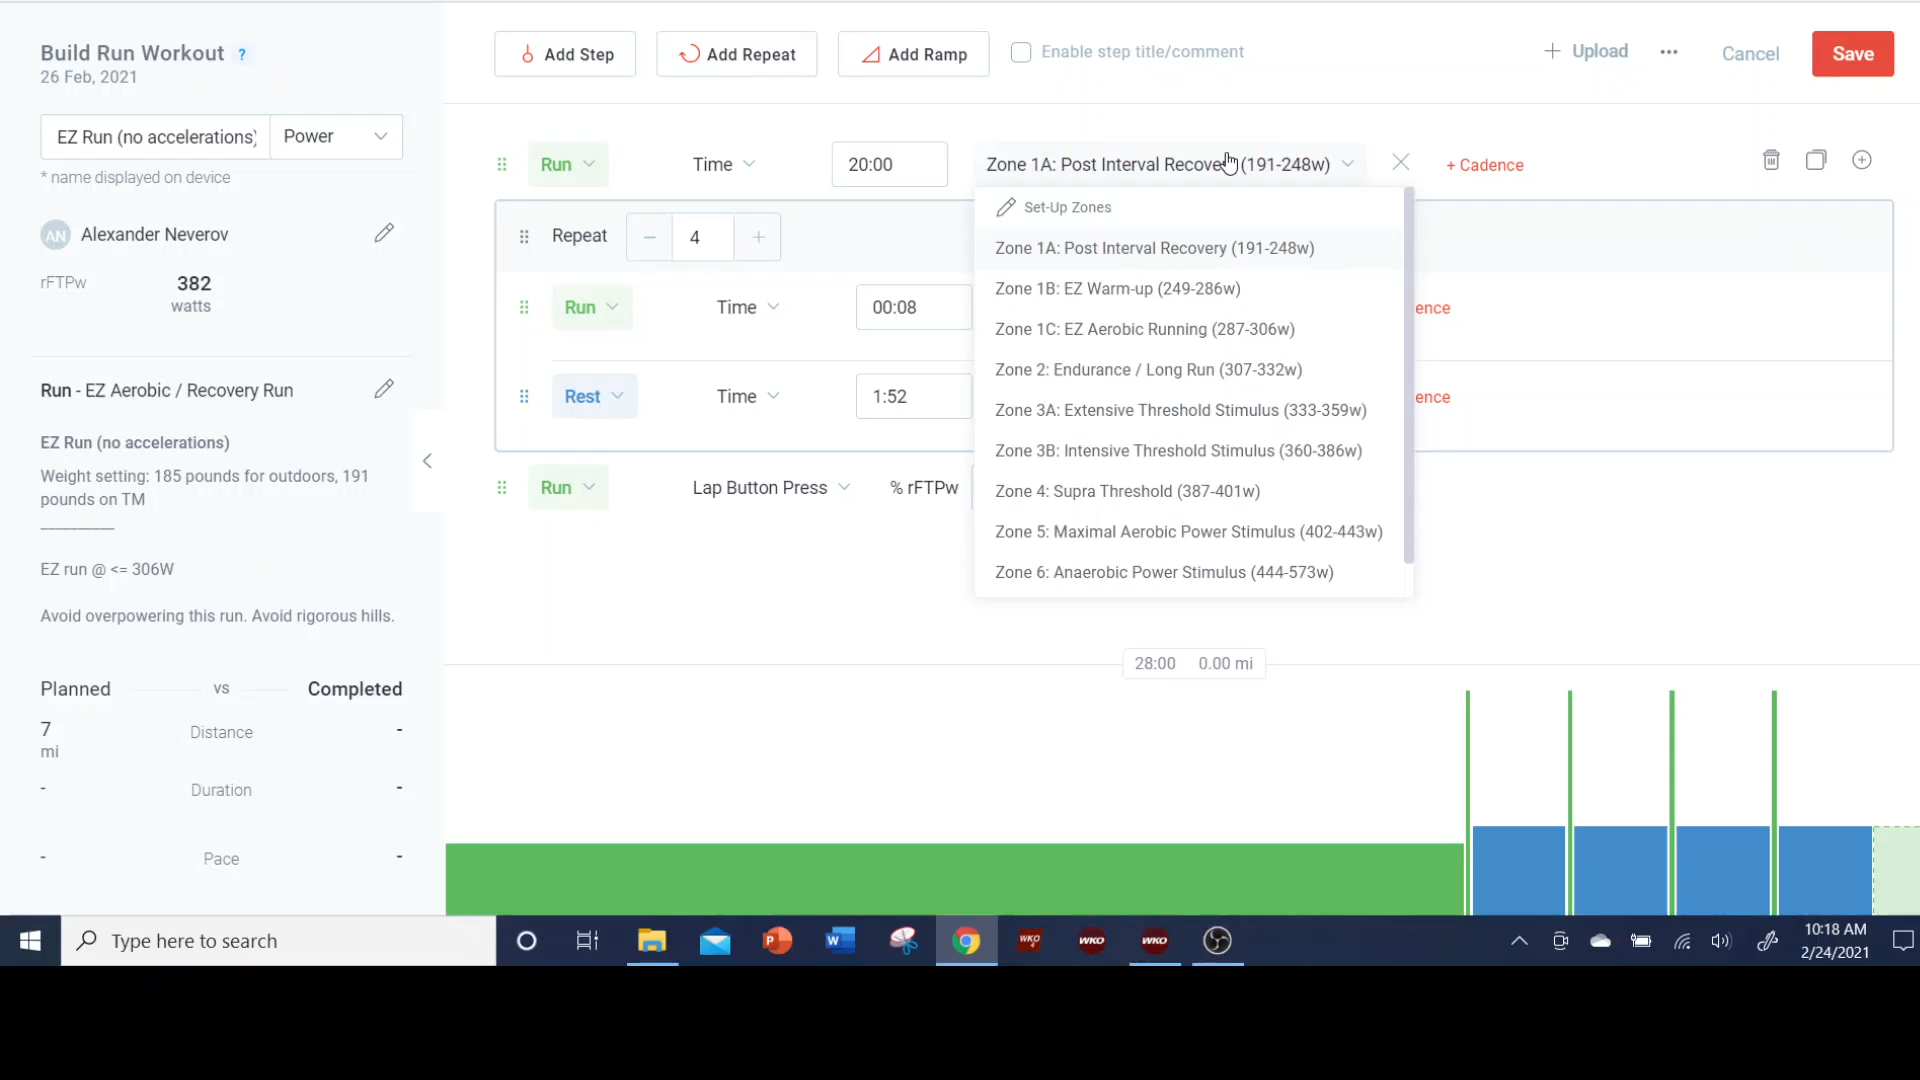 Build Run Workout ?
26 Feb, 2021
Add Step
Add Repeat
Add Ramp
Enable step title/comment
+ Upload
Cancel
Save
EZ Run (no accelerations)
Power
* name displayed on device
AN Alexander Neverov
rFTPw 382
watts
Run - EZ Aerobic / Recovery Run
EZ Run (no accelerations)
Weight setting: 185 pounds for outdoors, 191
pounds on TM
__________
EZ run @ <= 306W
Avoid overpowering this run. Avoid rigorous hills.
Planned vs Completed
7 Distance -
mi
- Duration -
- Pace -
Run Time 20:00 Zone 1A: Post Interval Recover (191-248w) + Cadence
Repeat - 4 +
Run Time 00:08 ence
Rest Time 1:52 ence
Run Lap Button Press % rFTPw
Set-Up Zones
Zone 1A: Post Interval Recovery (191-248w)
Zone 1B: EZ Warm-up (249-286w)
Zone 1C: EZ Aerobic Running (287-306w)
Zone 2: Endurance / Long Run (307-332w)
Zone 3A: Extensive Threshold Stimulus (333-359w)
Zone 3B: Intensive Threshold Stimulus (360-386w)
Zone 4: Supra Threshold (387-401w)
Zone 5: Maximal Aerobic Power Stimulus (402-443w)
Zone 6: Anaerobic Power Stimulus (444-573w)
28:00 0.00 mi
Type here to search
WKO 4
WKO
WKO
10:18 AM
2/24/2021